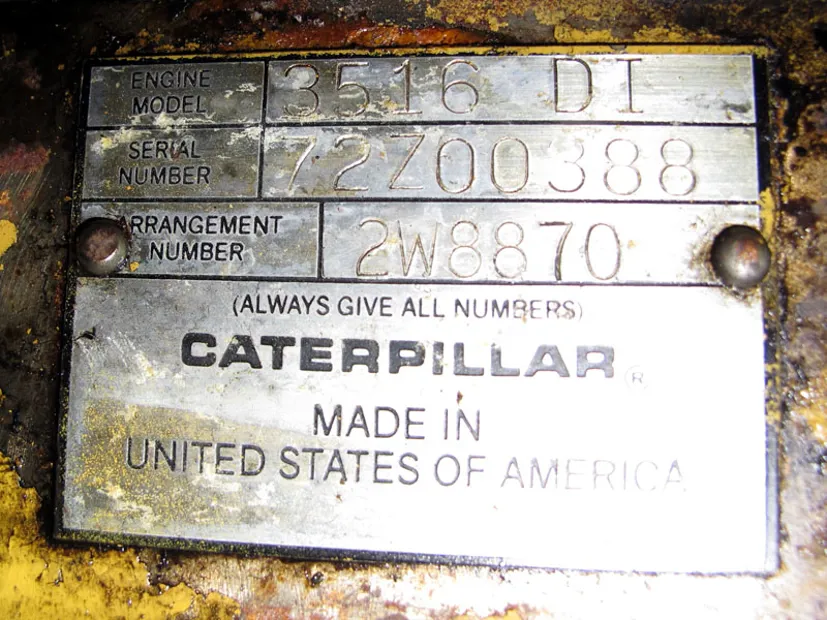 ENGINE MODEL 3516 DI
SERIAL NUMBER 72Z00388
ARRANGEMENT NUMBER 2W8870
(ALWAYS GIVE ALL NUMBERS)
CATERPILLAR ®
MADE IN
UNITED STATES OF AMERICA